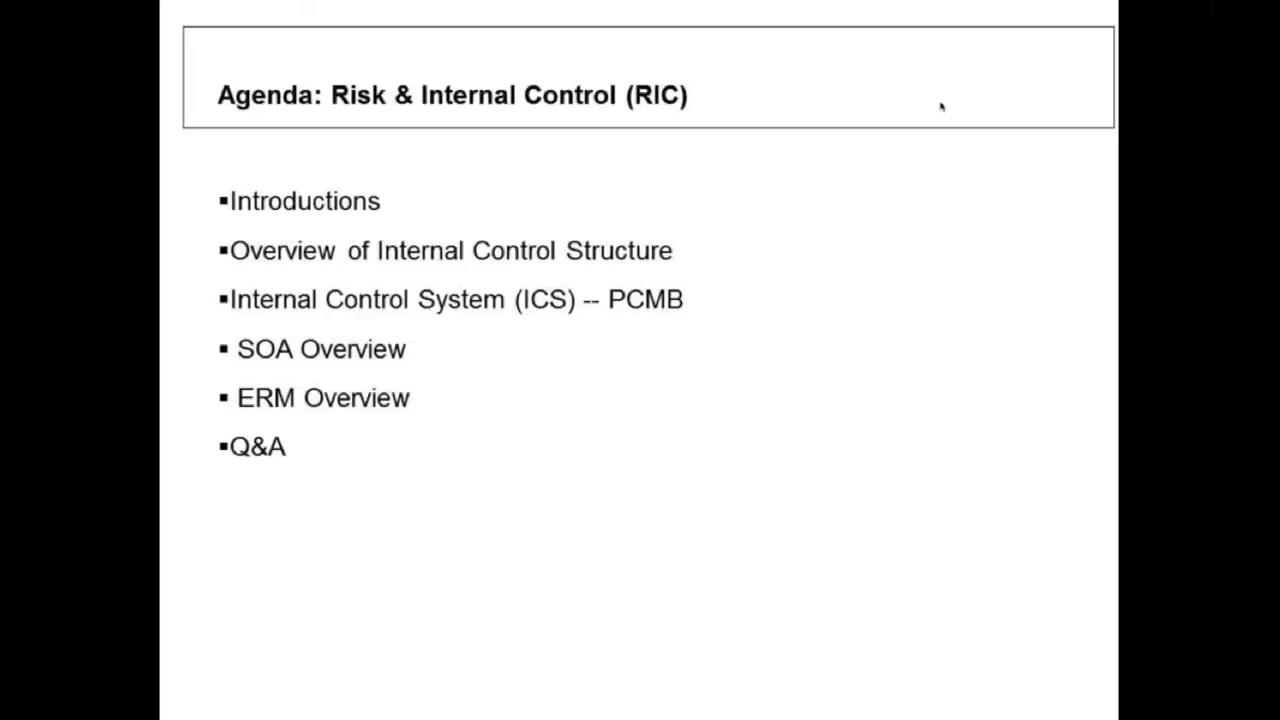 Agenda: Risk & Internal Control (RIC)
▪Introductions
▪Overview of Internal Control Structure
▪Internal Control System (ICS) -- PCMB
▪ SOA Overview
▪ ERM Overview
▪Q&A